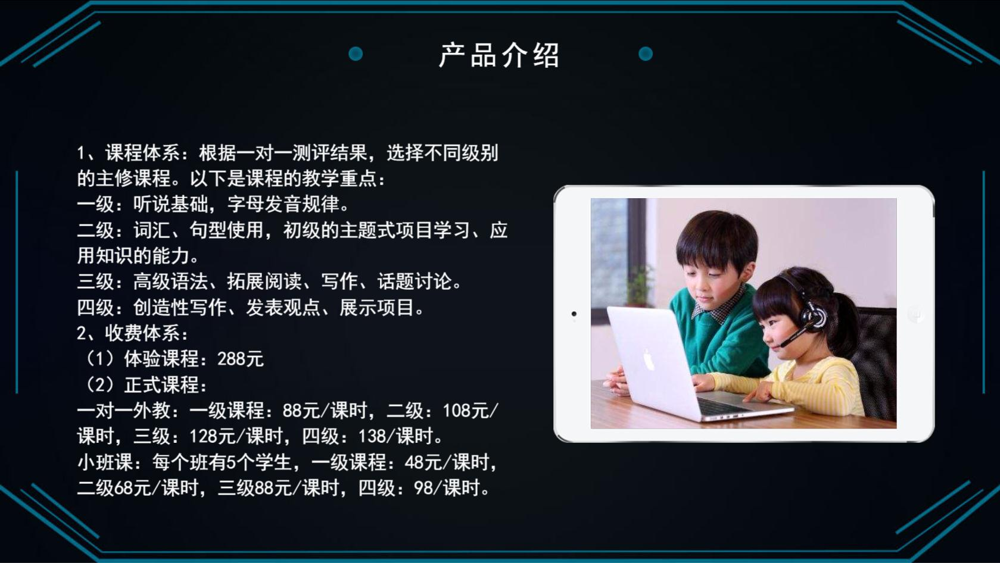 产品介绍
1、课程体系：根据一对一测评结果，选择不同级别
的主修课程。以下是课程的教学重点：
一级：听说基础，字母发音规律。
二级：词汇、句型使用，初级的主题式项目学习、应
用知识的能力。
三级：高级语法、拓展阅读、写作、话题讨论。
四级：创造性写作、发表观点、展示项目。
2、收费体系：
（1）体验课程：288元
（2）正式课程：
一对一外教：一级课程：88元/课时，二级：108元/
课时，三级：128元/课时，四级：138/课时。
小班课：每个班有5个学生，一级课程：48元/课时，
二级68元/课时，三级88元/课时，四级：98/课时。